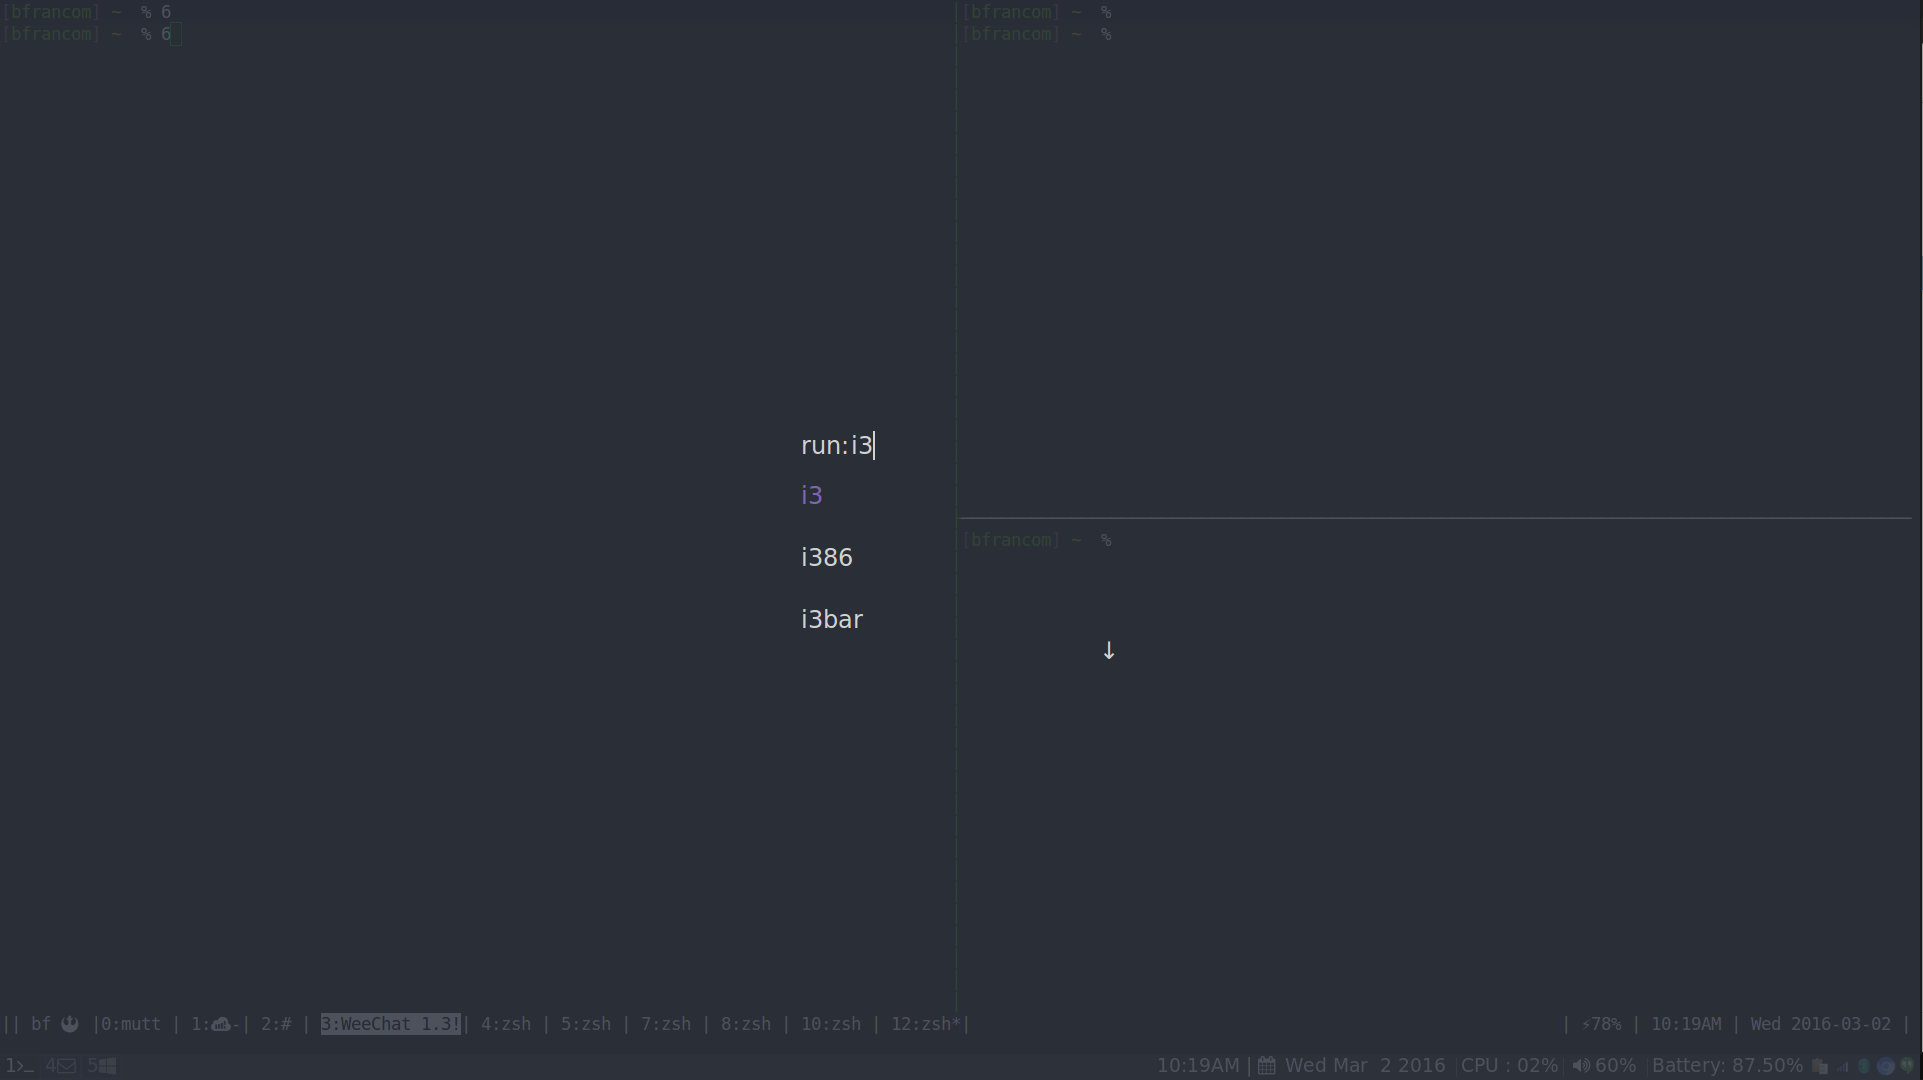 [bfrancom] ~  % 6
[bfrancom] ~  % 6
[bfrancom] ~  %
[bfrancom] ~  %
run:i3
i3
i386
i3bar
[bfrancom] ~  %
↓
|| bf |0:mutt | 1:-| 2:# | 3:WeeChat 1.3!| 4:zsh | 5:zsh | 7:zsh | 8:zsh | 10:zsh | 12:zsh*| | ⚡78% | 10:19AM | Wed 2016-03-02 |
1>_ 4 5 10:19AM | Wed Mar  2 2016 CPU : 02% 60% Battery: 87.50%